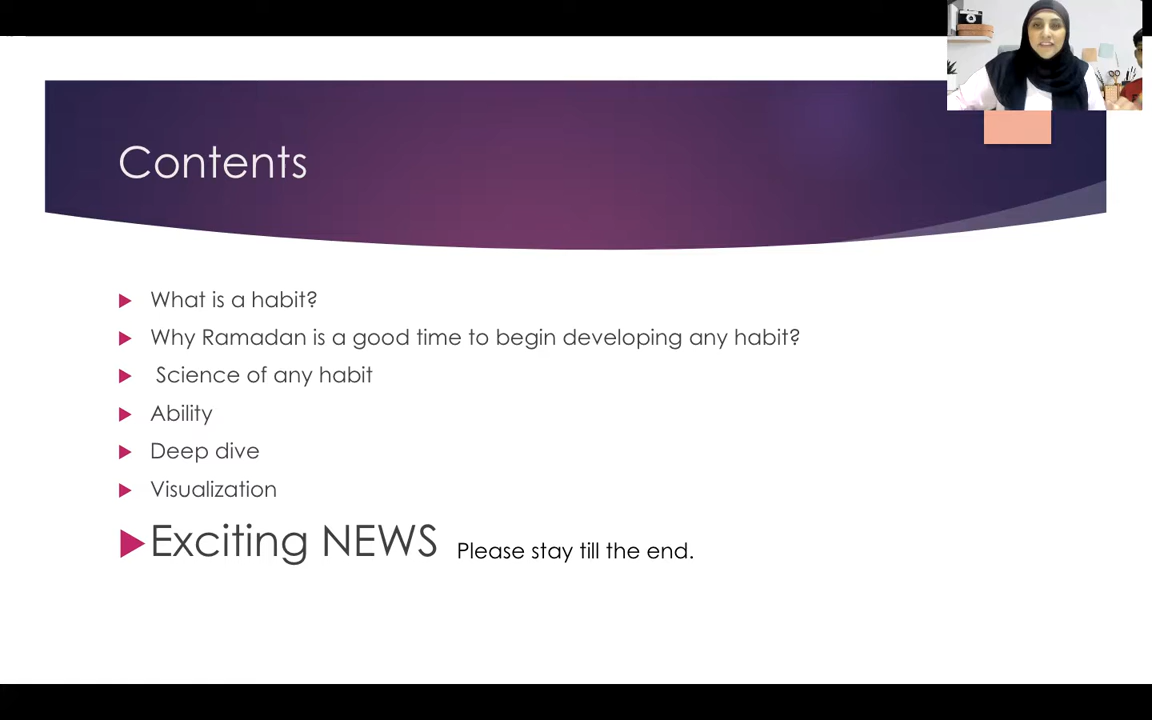 Contents
What is a habit?
Why Ramadan is a good time to begin developing any habit?
Science of any habit
Ability
Deep dive
Visualization
Exciting NEWS Please stay till the end.